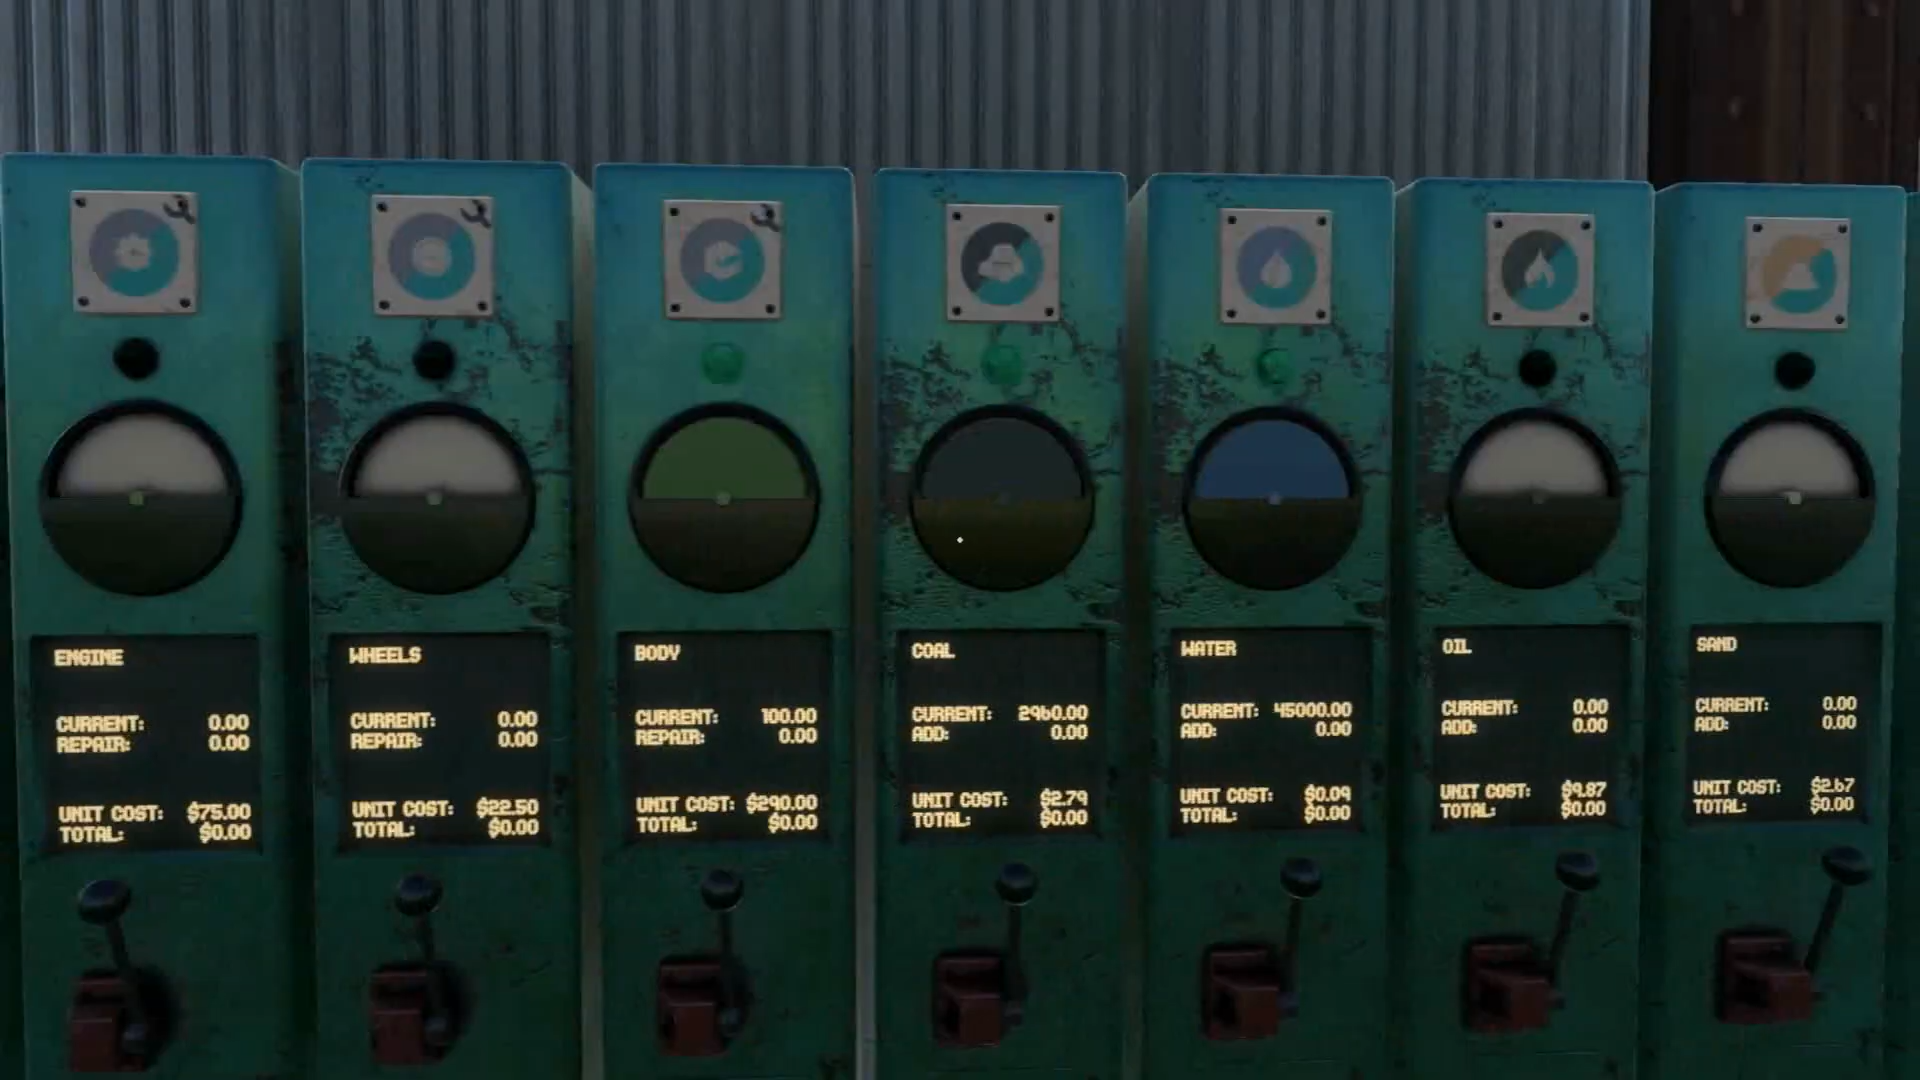 ENGINE
CURRENT: 0.00
REPAIR: 0.00
UNIT COST: $75.00
TOTAL: $0.00
WHEELS
CURRENT: 0.00
REPAIR: 0.00
UNIT COST: $22.50
TOTAL: $0.00
BODY
CURRENT: 100.00
REPAIR: 0.00
UNIT COST: $290.00
TOTAL: $0.00
COAL
CURRENT: 2960.00
ADD: 0.00
UNIT COST: $2.79
TOTAL: $0.00
WATER
CURRENT: 45000.00
ADD: 0.00
UNIT COST: $0.09
TOTAL: $0.00
OIL
CURRENT: 0.00
ADD: 0.00
UNIT COST: $9.87
TOTAL: $0.00
SAND
CURRENT: 0.00
ADD: 0.00
UNIT COST: $2.67
TOTAL: $0.00